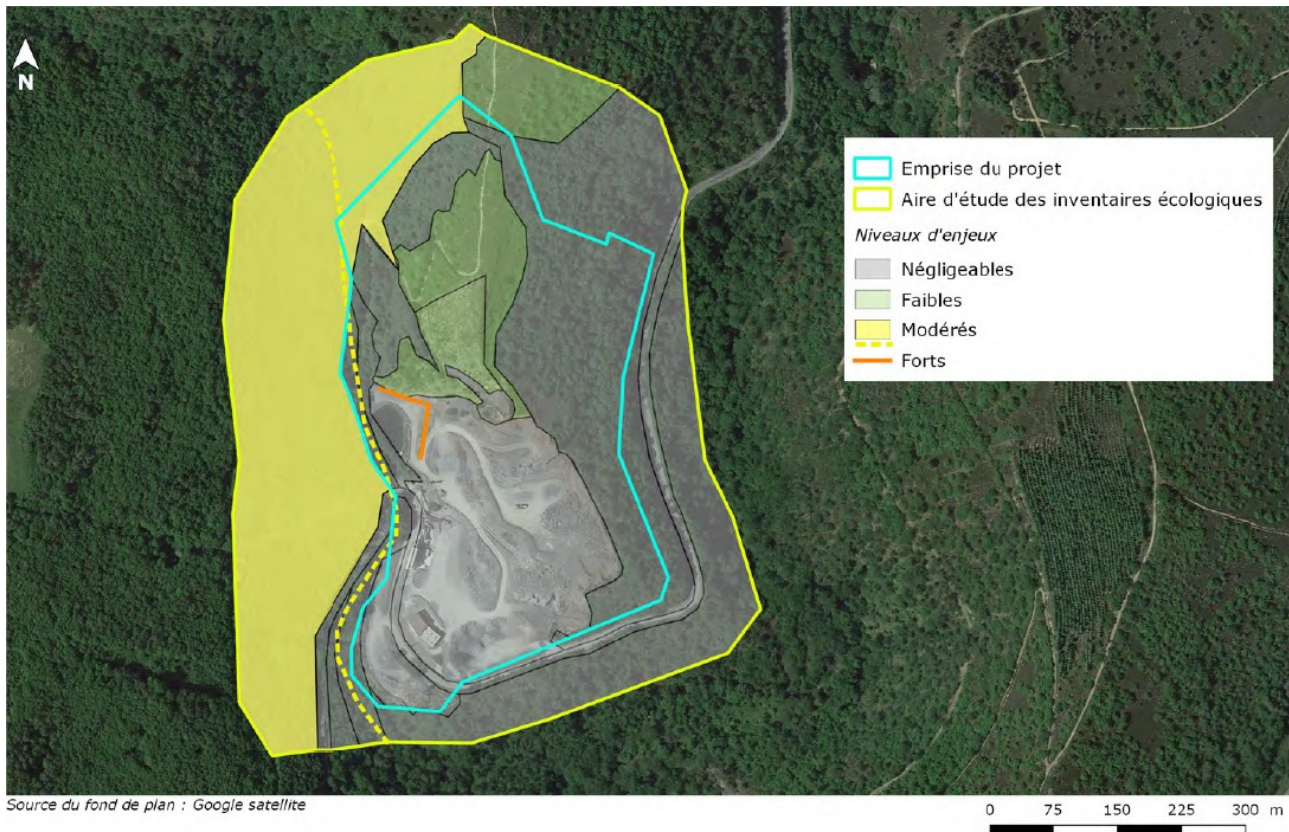 N
Emprise du projet
Aire d'étude des inventaires écologiques
Niveaux d'enjeux
Négligeables
Faibles
Modérés
Forts
Source du fond de plan : Google satellite
0 75 150 225 300 m